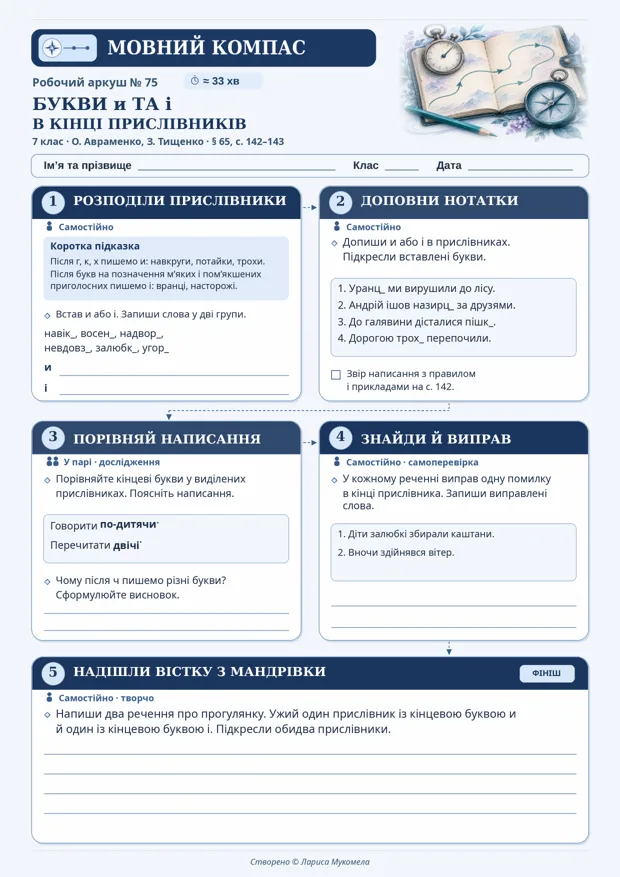 МОВНИЙ КОМПАС
Робочий аркуш № 75
≈ 33 хв
БУКВИ и ТА і
В КІНЦІ ПРИСЛІВНИКІВ
7 клас · О. Авраменко, З. Тищенко · § 65, с. 142–143
Ім’я та прізвище
Клас
Дата
1 РОЗПОДІЛИ ПРИСЛІВНИКИ
Самостійно
Коротка підказка
Після г, к, х пишемо и: навкруги, потайки, трохи.
Після букв на позначення м’яких і пом’якшених
приголосних пишемо і: вранці, насторожі.
Встав и або і. Запиши слова у дві групи.
навік_, восен_, надвор_,
невдовз_, залюбк_, угор_
и
і
2 ДОПОВНИ НОТАТКИ
Самостійно
Допиши и або і в прислівниках.
Підкресли вставлені букви.
1. Уранц_ ми вирушили до лісу.
2. Андрій ішов назирц_ за друзями.
3. До галявини дісталися пішк_.
4. Дорогою трох_ перепочили.
Звір написання з правилом
і прикладами на с. 142.
3 ПОРІВНЯЙ НАПИСАННЯ
У парі · дослідження
Порівняйте кінцеві букви у виділених
прислівниках. Поясніть написання.
Говорити по-дитячи·
Перечитати двічі·
Чому після ч пишемо різні букви?
Сформулюйте висновок.
4 ЗНАЙДИ Й ВИПРАВ
Самостійно · самоперевірка
У кожному реченні виправ одну помилку
в кінці прислівника. Запиши виправлені
слова.
1. Діти залюбкі збирали каштани.
2. Вночи здійнявся вітер.
5 НАДІШЛИ ВІСТКУ З МАНДРІВКИ
ФІНІШ
Самостійно · творчо
Напиши два речення про прогулянку. Ужий один прислівник із кінцевою буквою и
й один із кінцевою буквою і. Підкресли обидва прислівники.
Створено © Лариса Мукомела